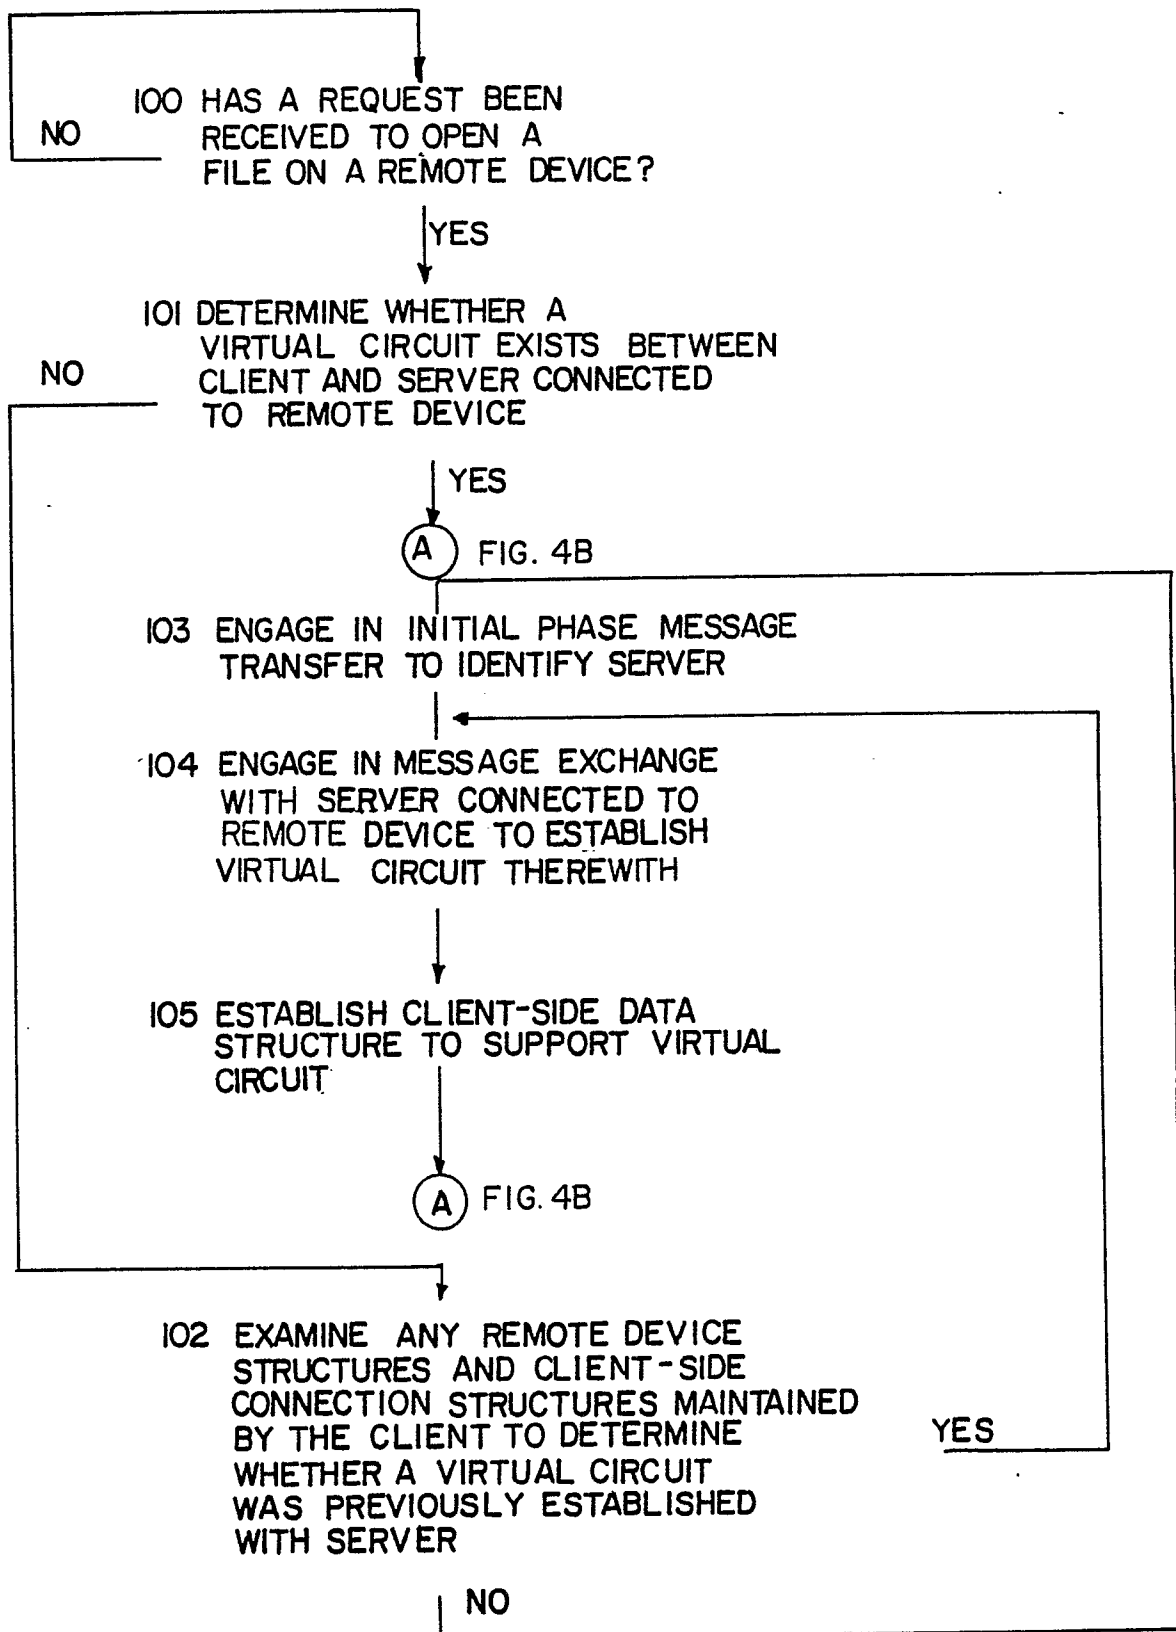 100 HAS A REQUEST BEEN
RECEIVED TO OPEN A
FILE ON A REMOTE DEVICE?
NO
YES
101 DETERMINE WHETHER A
VIRTUAL CIRCUIT EXISTS BETWEEN
CLIENT AND SERVER CONNECTED
TO REMOTE DEVICE
NO
YES
A FIG. 4B
103 ENGAGE IN INITIAL PHASE MESSAGE
TRANSFER TO IDENTIFY SERVER
104 ENGAGE IN MESSAGE EXCHANGE
WITH SERVER CONNECTED TO
REMOTE DEVICE TO ESTABLISH
VIRTUAL CIRCUIT THEREWITH
105 ESTABLISH CLIENT-SIDE DATA
STRUCTURE TO SUPPORT VIRTUAL
CIRCUIT
A FIG. 4B
102 EXAMINE ANY REMOTE DEVICE
STRUCTURES AND CLIENT-SIDE
CONNECTION STRUCTURES MAINTAINED
BY THE CLIENT TO DETERMINE
WHETHER A VIRTUAL CIRCUIT
WAS PREVIOUSLY ESTABLISHED
WITH SERVER
YES
NO